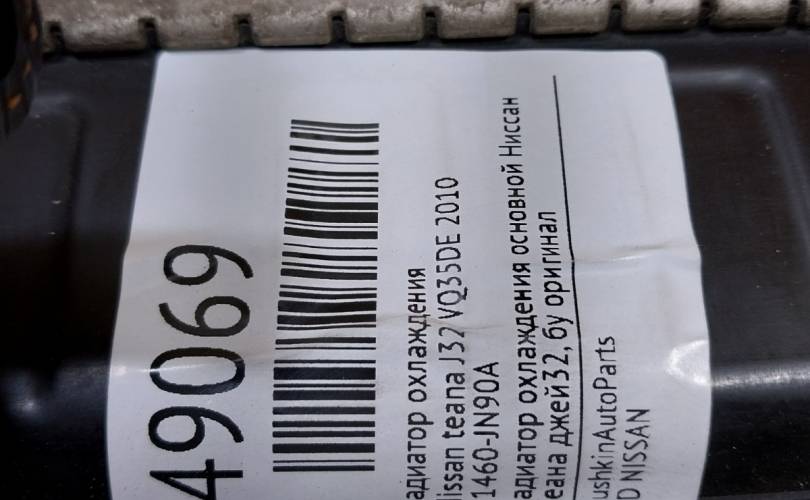 49069
адиатор охлаждения
issan teana J32 VQ35DE 2010
1460-JN90A
адиатор охлаждения основной Ниссан
еана джей32, бу оригинал
ushkinAutoParts
D NISSAN